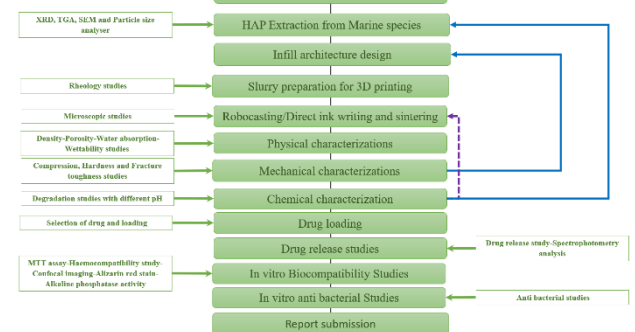 XRD, TGA, SEM and Particle size
analyser
HAP Extraction from Marine species
Infill architecture design
Rheology studies
Slurry preparation for 3D printing
Microscopic studies
Robocasting/Direct ink writing and sintering
Density-Porosity-Water absorption-
Wettability studies
Physical characterizations
Compression, Hardness and Fracture
toughness studies
Mechanical characterizations
Degradation studies with different pH
Chemical characterization
Selection of drug and loading
Drug loading
Drug release studies
Drug release study-Spectrophotometry
analysis
MTT assay-Haemocompatibility study-
Confocal imaging-Alizarin red stain-
Alkaline phosphatase activity
In vitro Biocompatibility Studies
In vitro anti bacterial Studies
Anti bacterial studies
Report submission